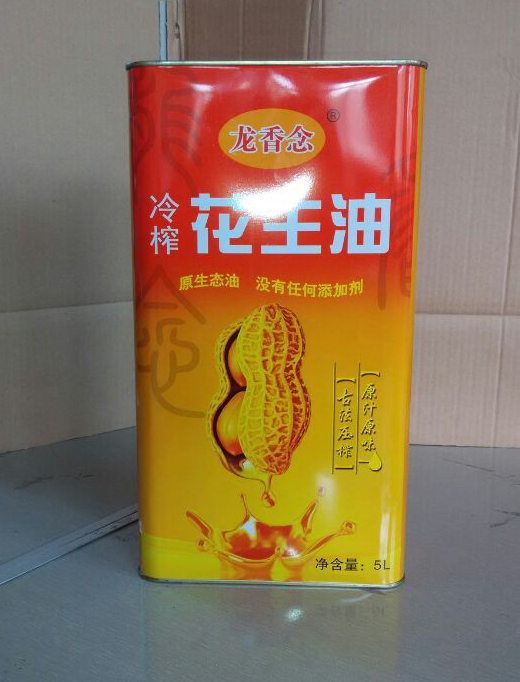 龙香念®
冷榨
花生油
原生态油 没有任何添加剂
原汁原味
古法压榨
净含量：5L